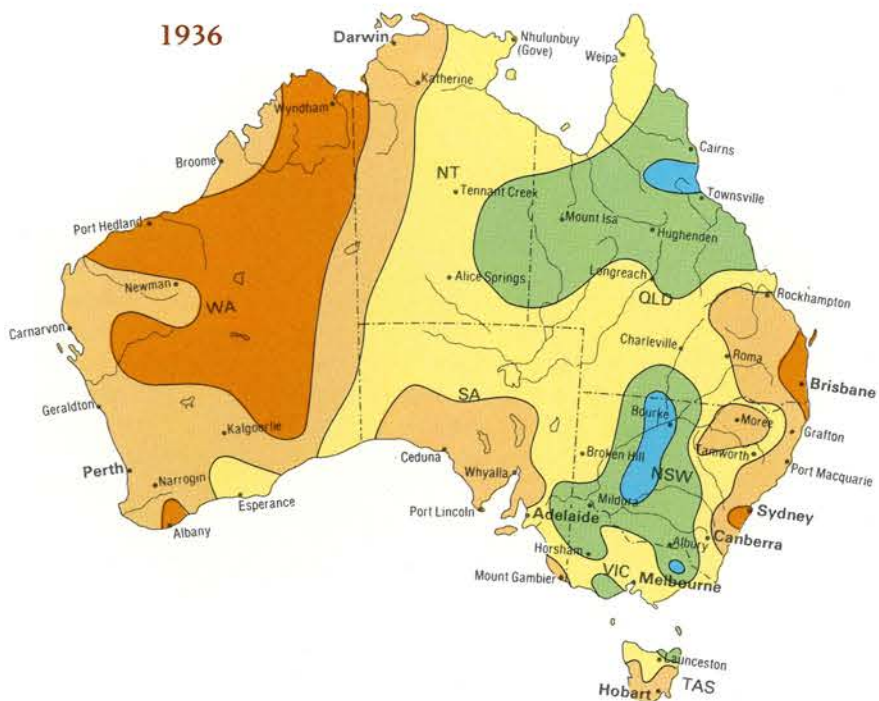 1936
Darwin
Nhulunbuy
(Gove)
Weipa
Katherine
Wyndham
Cairns
Broome
NT
Tennant Creek
Townsville
Mount Isa
Port Hedland
Hughenden
Newman
Alice Springs
Longreach
QLD
Rockhampton
WA
Carnarvon
Charleville
Roma
SA
Brisbane
Geraldton
Bourke
Moree
Kalgoorlie
Grafton
Ceduna
Broken Hill
Tamworth
Perth
Whyalla
NSW
Port Macquarie
Narrogin
Mildura
Esperance
Port Lincoln
Adelaide
Sydney
Albany
Canberra
Horsham
Albury
Mount Gambier
VIC
Melbourne
Launceston
TAS
Hobart